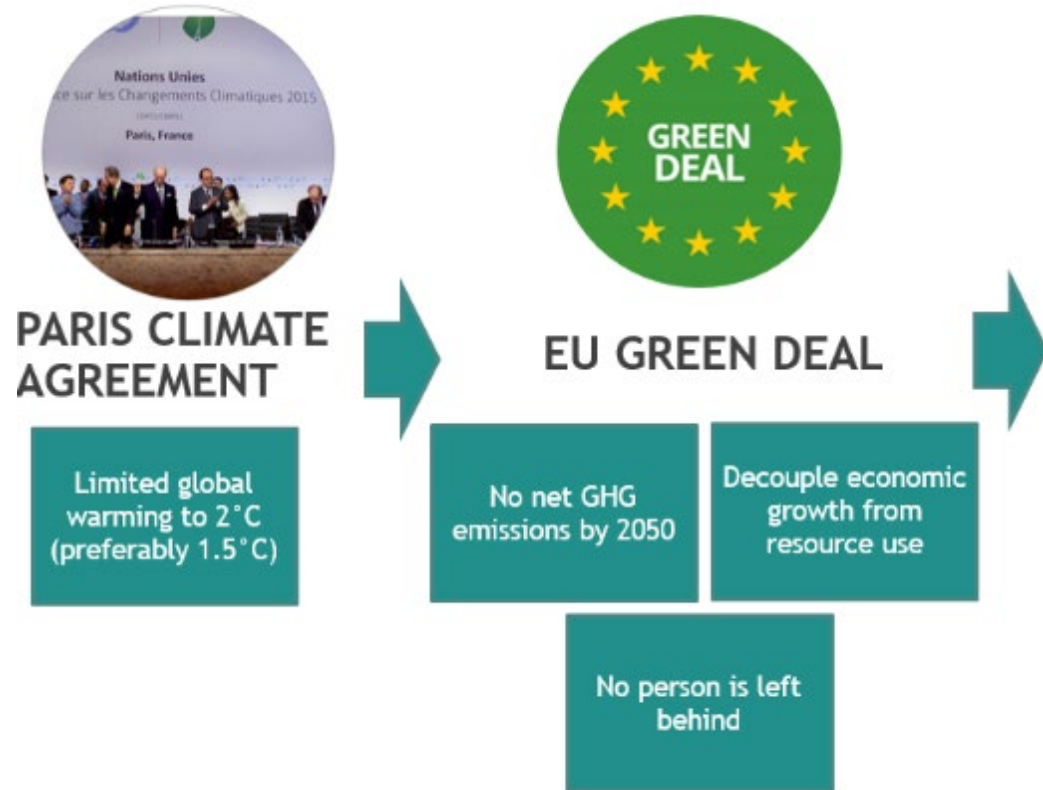 Nations Unies
ce sur les Changements Climatiques 2015
Paris, France
GREEN
DEAL
PARIS CLIMATE
AGREEMENT
EU GREEN DEAL
Limited global
warming to 2°C
(preferably 1.5°C)
No net GHG
emissions by 2050
Decouple economic
growth from
resource use
No person is left
behind